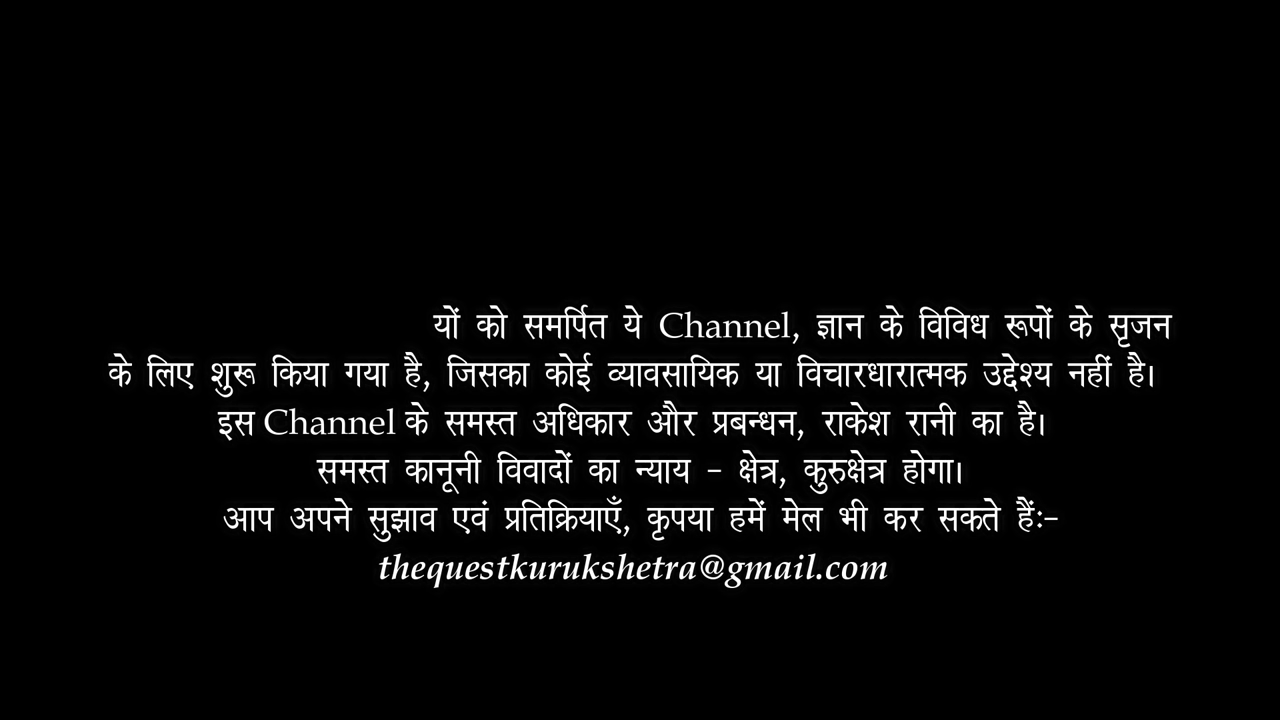 यों को समर्पित ये Channel, ज्ञान के विविध रूपों के सृजन
के लिए शुरू किया गया है, जिसका कोई व्यावसायिक या विचारधारात्मक उद्देश्य नहीं है।
इस Channel के समस्त अधिकार और प्रबन्धन, राकेश रानी का है।
समस्त कानूनी विवादों का न्याय - क्षेत्र, कुरुक्षेत्र होगा।
आप अपने सुझाव एवं प्रतिक्रियाएँ, कृपया हमें मेल भी कर सकते हैंः-
thequestkurukshetra@gmail.com